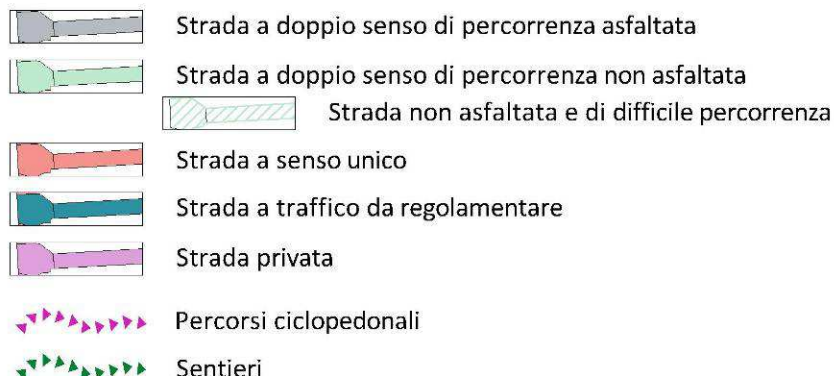 Strada a doppio senso di percorrenza asfaltata
Strada a doppio senso di percorrenza non asfaltata
Strada non asfaltata e di difficile percorrenza
Strada a senso unico
Strada a traffico da regolamentare
Strada privata
Percorsi ciclopedonali
Sentieri